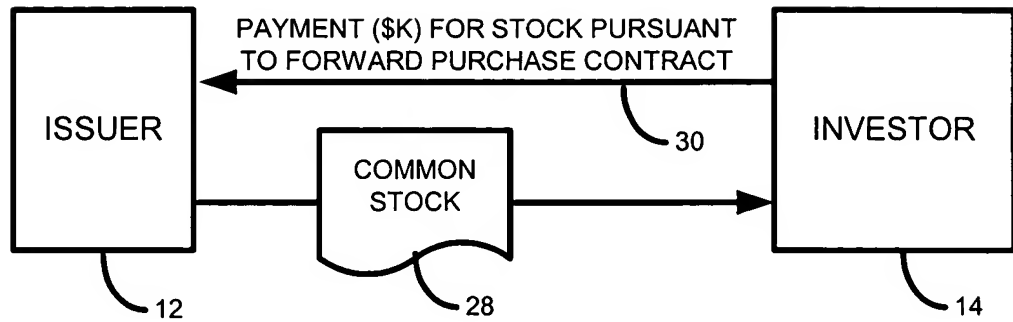 PAYMENT ($K) FOR STOCK PURSUANT
TO FORWARD PURCHASE CONTRACT
ISSUER
INVESTOR
30
COMMON
STOCK
12
28
14